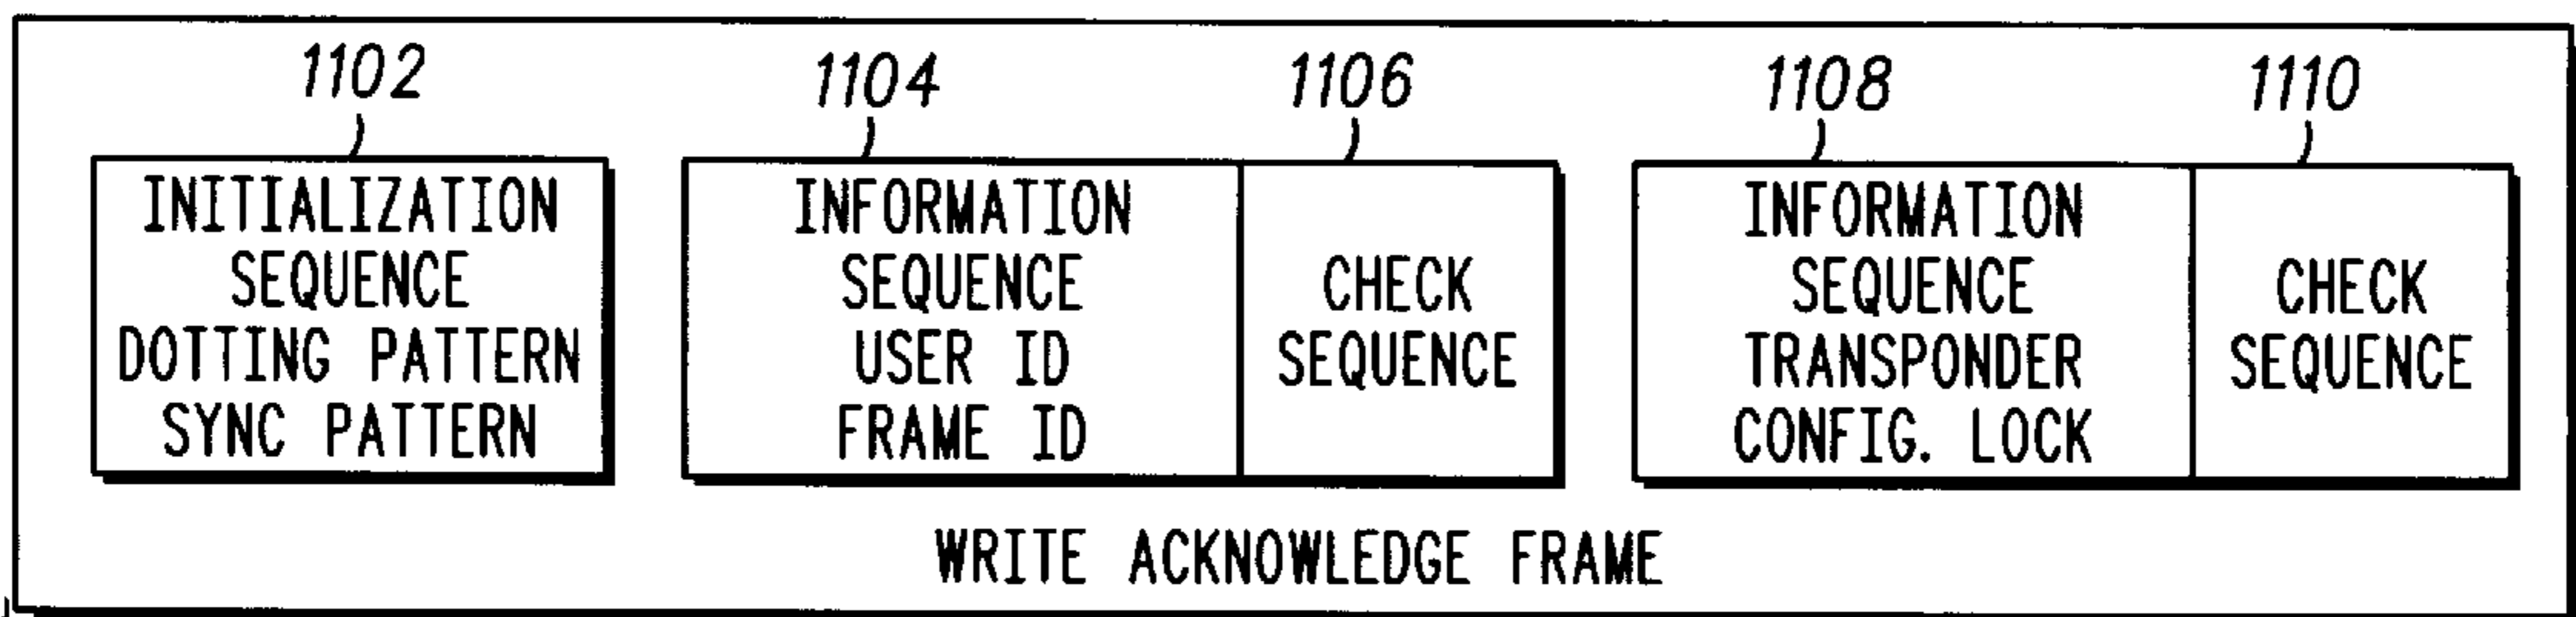 1102 1104 1106 1108 1110
INITIALIZATION
SEQUENCE
DOTTING PATTERN
SYNC PATTERN
INFORMATION
SEQUENCE
USER ID
FRAME ID
CHECK
SEQUENCE
INFORMATION
SEQUENCE
TRANSPONDER
CONFIG. LOCK
CHECK
SEQUENCE
WRITE ACKNOWLEDGE FRAME